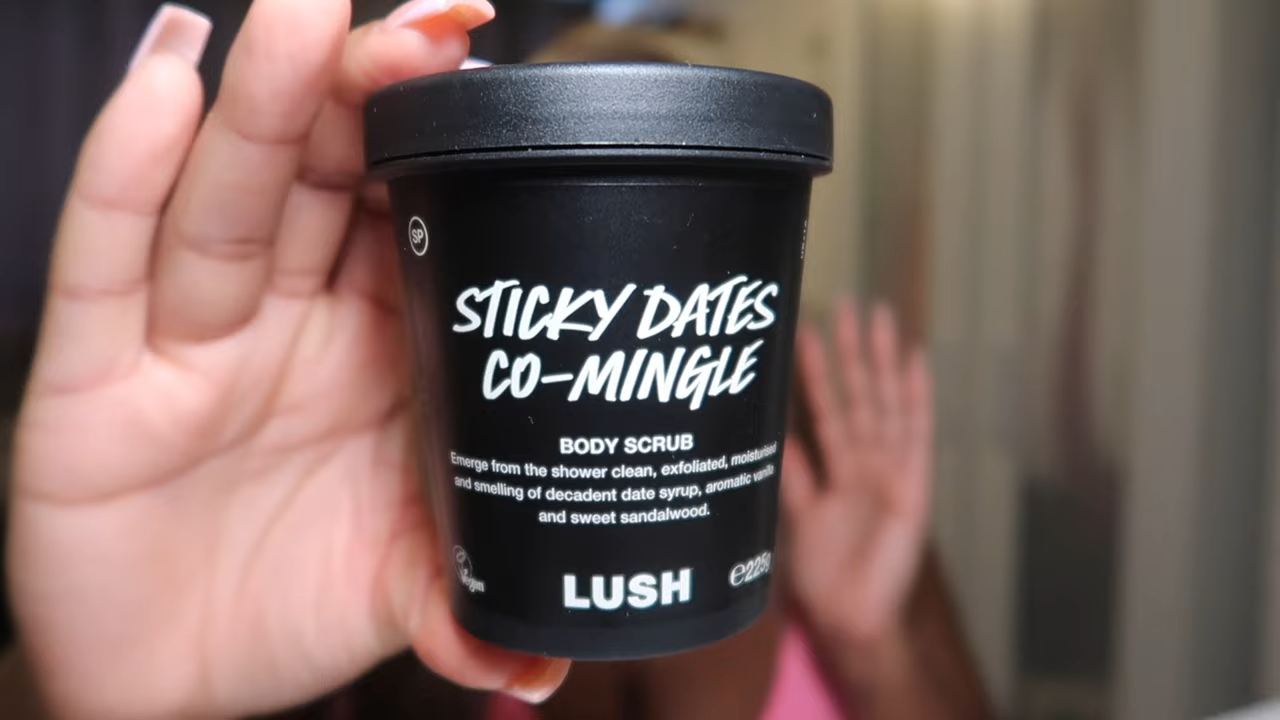 SP
STICKY DATES
CO-MINGLE
BODY SCRUB
Emerge from the shower clean, exfoliated, moisturised
and smelling of decadent date syrup, aromatic vanilla
and sweet sandalwood.
Vegan
LUSH
℮225g